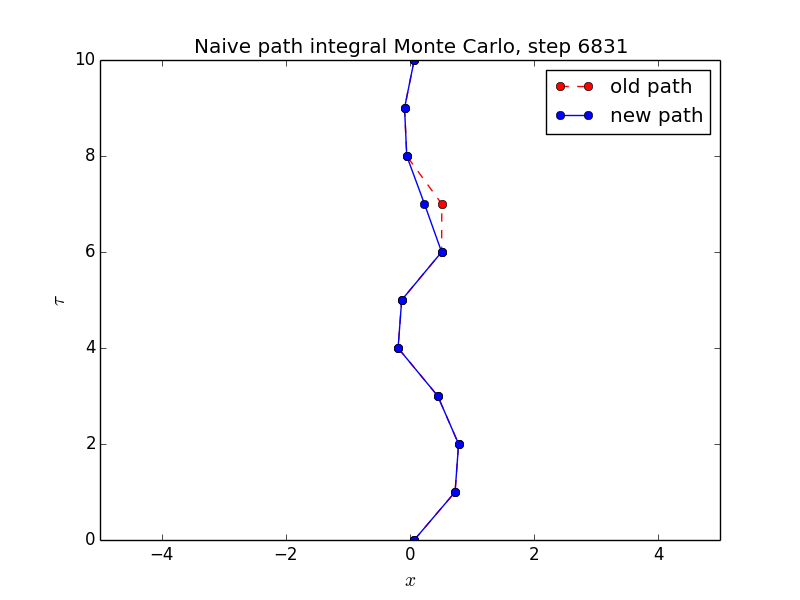 Naive path integral Monte Carlo, step 6831
old path
new path
10
8
6
4
2
0
τ
−4
−2
0
2
4
x